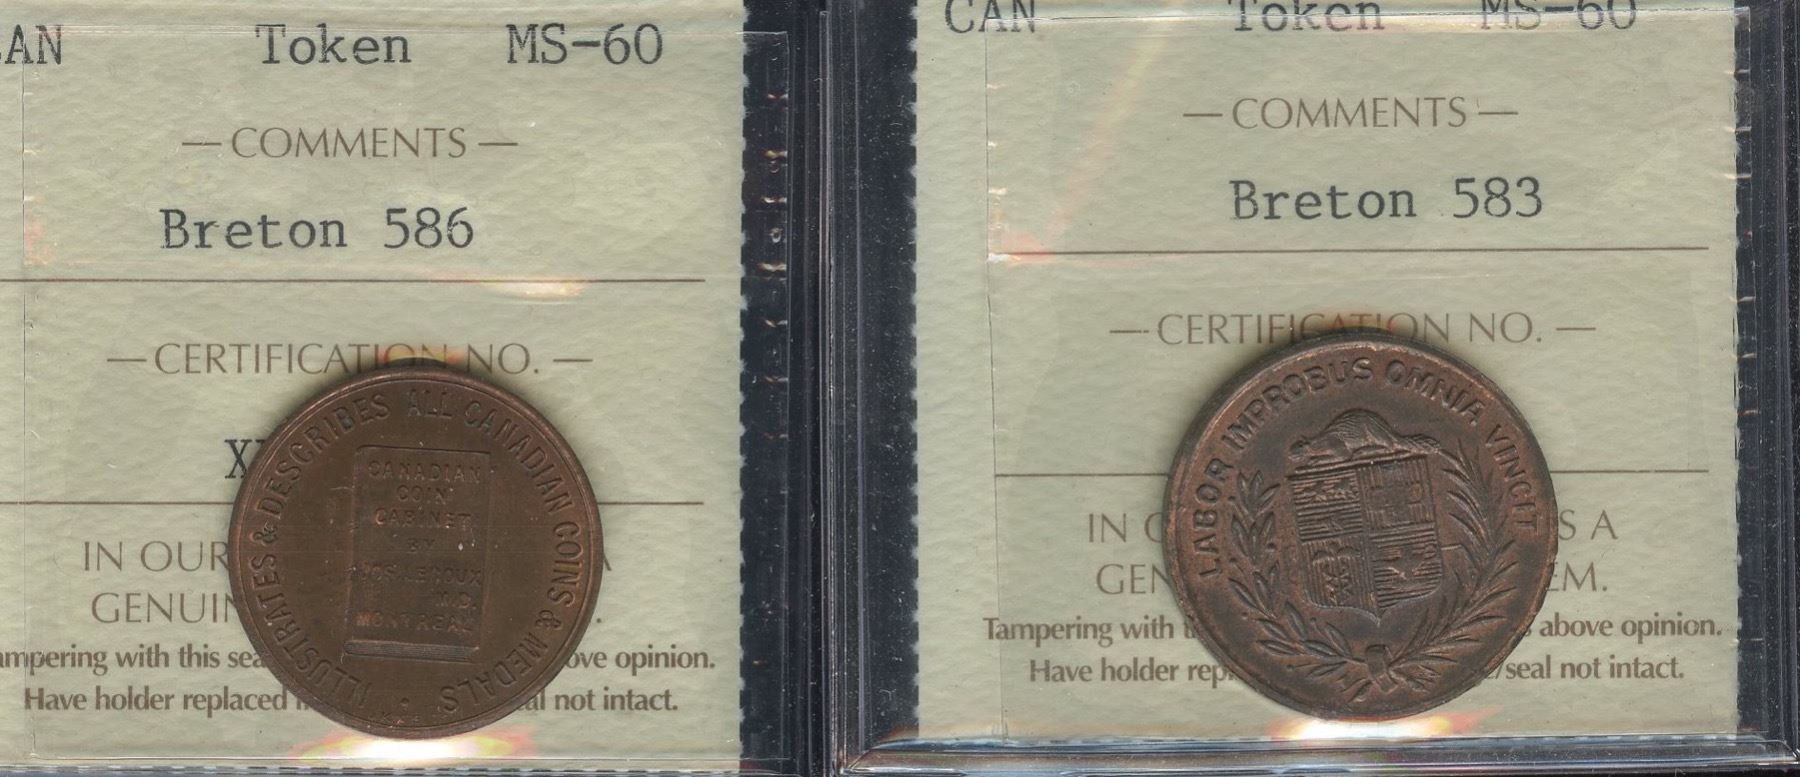 AN Token MS-60
— COMMENTS —
Breton 586
— CERTIFICATION NO. —
X
IN OUR
GENUIN
ampering with this sea ove opinion.
Have holder replaced al not intact.
ILLUSTRATES & DESCRIBES ALL CANADIAN COINS & MEDALS
CANADIAN
COIN
CABINET
BY
JOS. LEROUX
M.D.
MONTREAL
CAN Token MS-60
— COMMENTS —
Breton 583
— CERTIFICATION NO. —
IN S A
GEN EM.
Tampering with above opinion.
Have holder rep /seal not intact.
LABOR IMPROBUS OMNIA VINCIT